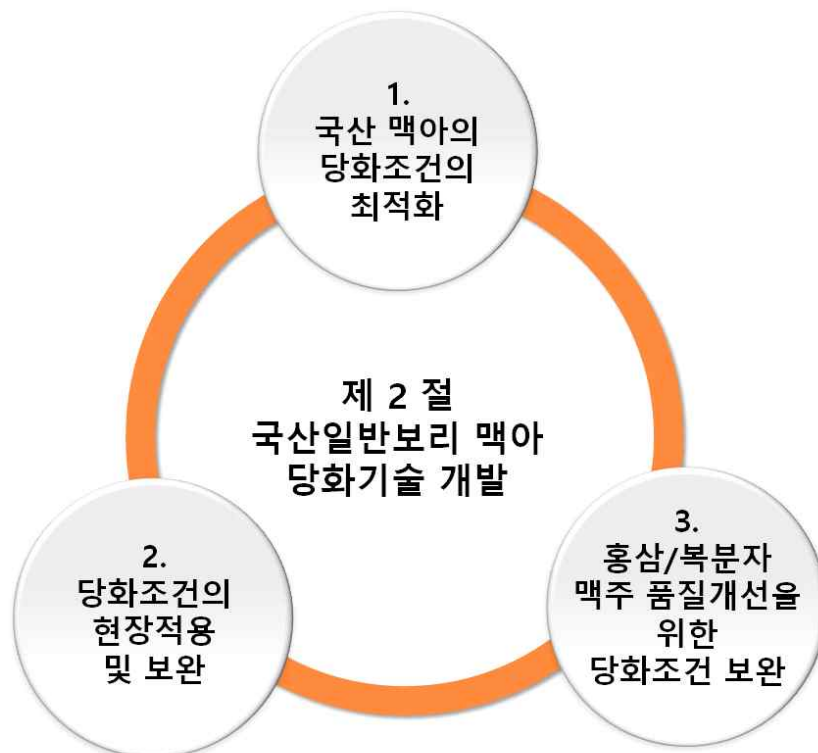 1.
국산 맥아의
당화조건의
최적화
제 2 절
국산일반보리 맥아
당화기술 개발
2.
당화조건의
현장적용
및 보완
3.
홍삼/복분자
맥주 품질개선을
위한
당화조건 보완